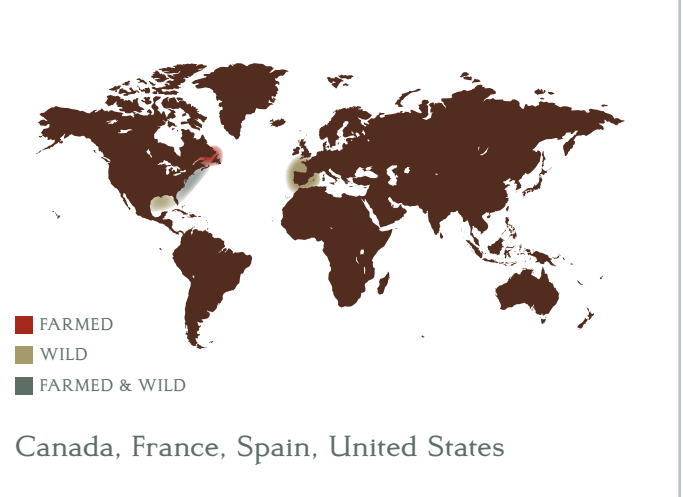 FARMED
WILD
FARMED & WILD
Canada, France, Spain, United States